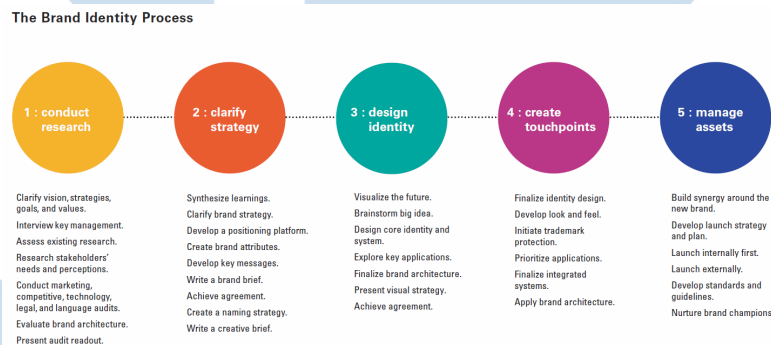 The Brand Identity Process
1 : conduct
research
2 : clarify
strategy
3 : design
identity
4 : create
touchpoints
5 : manage
assets
Clarify vision, strategies,
goals, and values.
Interview key management.
Assess existing research.
Research stakeholders'
needs and perceptions.
Conduct marketing,
competitive, technology,
legal, and language audits.
Evaluate brand architecture.
Present audit readout.
Synthesize learnings.
Clarify brand strategy.
Develop a positioning platform.
Create brand attributes.
Develop key messages.
Write a brand brief.
Achieve agreement.
Create a naming strategy.
Write a creative brief.
Visualize the future.
Brainstorm big idea.
Design core identity and
system.
Explore key applications.
Finalize brand architecture.
Present visual strategy.
Achieve agreement.
Finalize identity design.
Develop look and feel.
Initiate trademark
protection.
Prioritize applications.
Finalize integrated
systems.
Apply brand architecture.
Build synergy around the
new brand.
Develop launch strategy
and plan.
Launch internally first.
Launch externally.
Develop standards and
guidelines.
Nurture brand champions